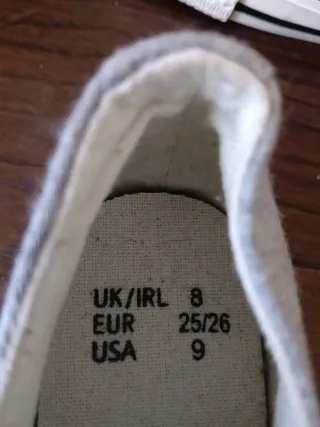 UK/IRL 8
EUR 25/26
USA 9